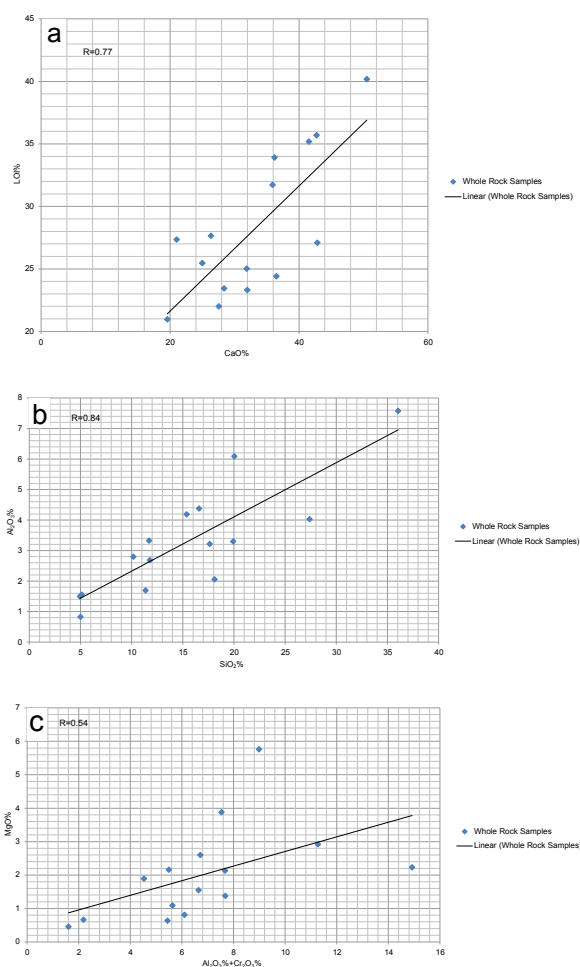 a
R=0.77
45
40
35
30
25
20
LOI%
0 20 40 60
CaO%
Whole Rock Samples
Linear (Whole Rock Samples)
b
R=0.84
8
7
6
5
4
3
2
1
0
Al₂O₃%
0 5 10 15 20 25 30 35 40
SiO₂%
Whole Rock Samples
Linear (Whole Rock Samples)
c
R=0.54
7
6
5
4
3
2
1
0
MgO%
0 2 4 6 8 10 12 14 16
Al₂O₃%+Cr₂O₃%
Whole Rock Samples
Linear (Whole Rock Samples)